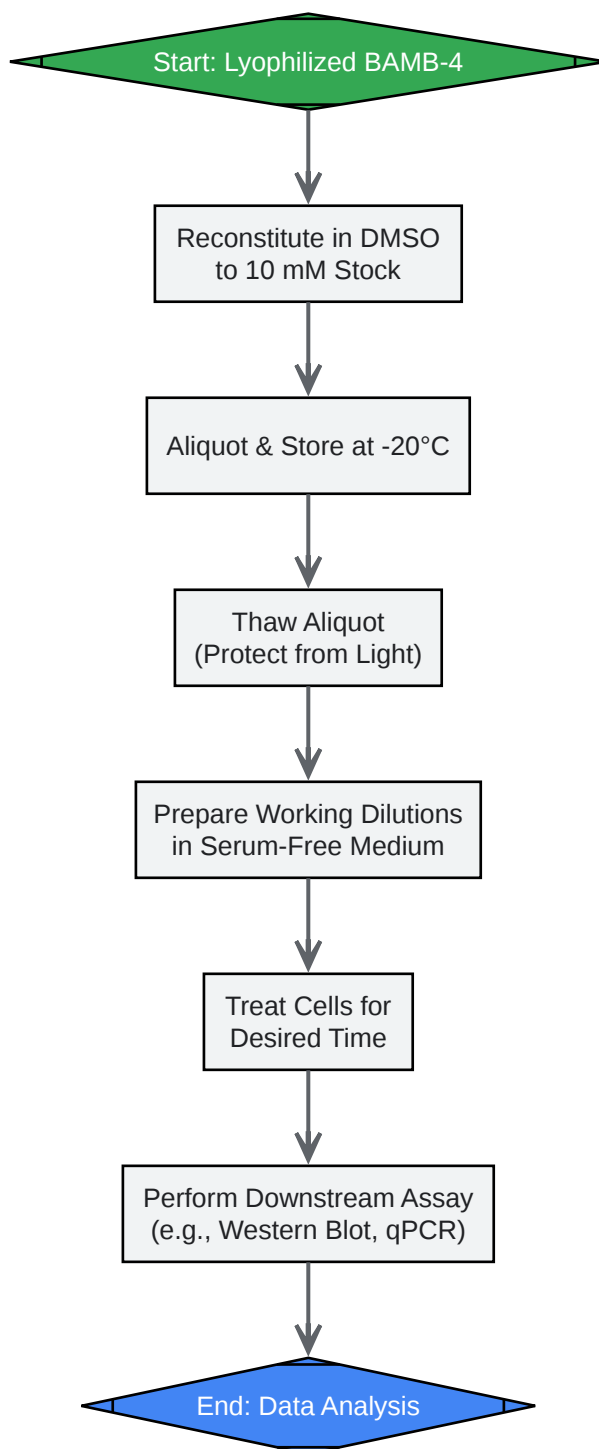 Start: Lyophilized BAMB-4
Reconstitute in DMSO
to 10 mM Stock
Aliquot & Store at -20°C
Thaw Aliquot
(Protect from Light)
Prepare Working Dilutions
in Serum-Free Medium
Treat Cells for
Desired Time
Perform Downstream Assay
(e.g., Western Blot, qPCR)
End: Data Analysis